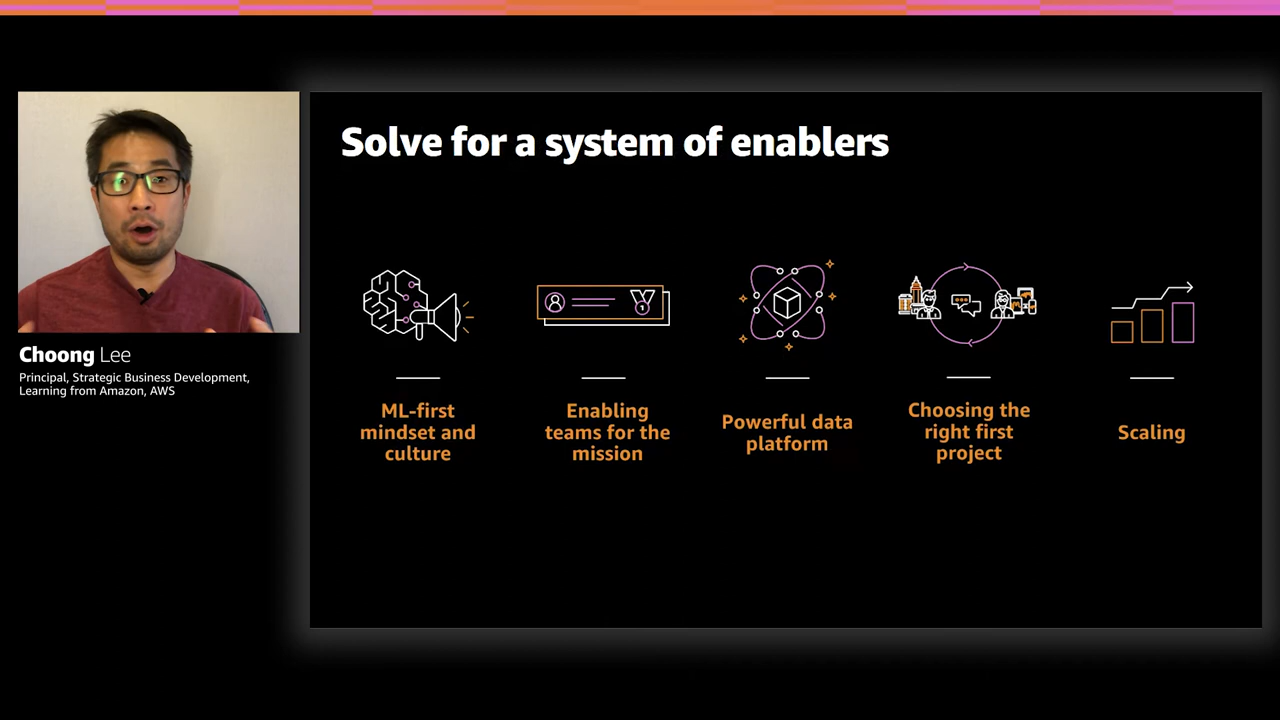 Solve for a system of enablers
Choong Lee
Principal, Strategic Business Development,
Learning from Amazon, AWS
ML-first
mindset and
culture
Enabling
teams for the
mission
Powerful data
platform
Choosing the
right first
project
Scaling
1